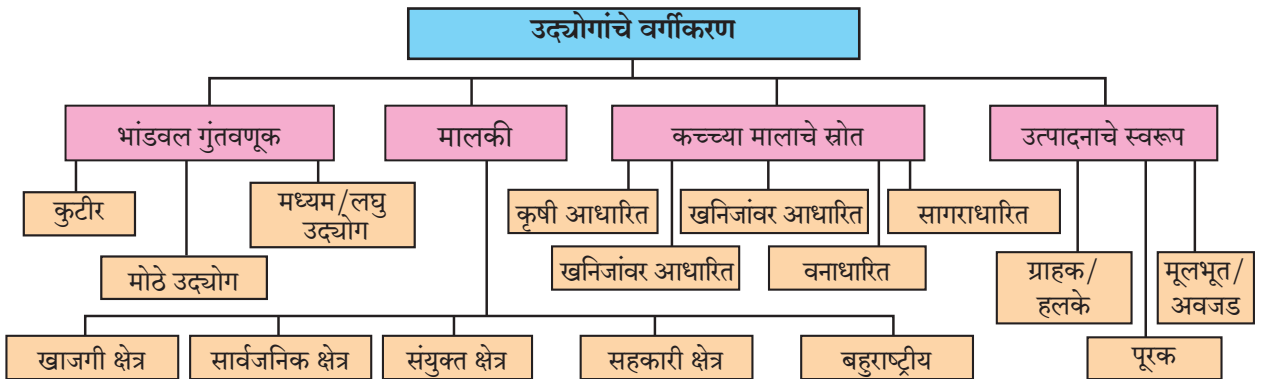 उद्योगांचे वर्गीकरण
भांडवल गुंतवणूक
मालकी
कच्च्या मालाचे स्रोत
उत्पादनाचे स्वरूप
कुटीर
मध्यम/लघु
उद्योग
मोठे उद्योग
कृषी आधारित
खनिजांवर आधारित
सागराधारित
खनिजांवर आधारित
वनाधारित
ग्राहक/
हलके
मूलभूत/
अवजड
पूरक
खाजगी क्षेत्र
सार्वजनिक क्षेत्र
संयुक्त क्षेत्र
सहकारी क्षेत्र
बहुराष्ट्रीय